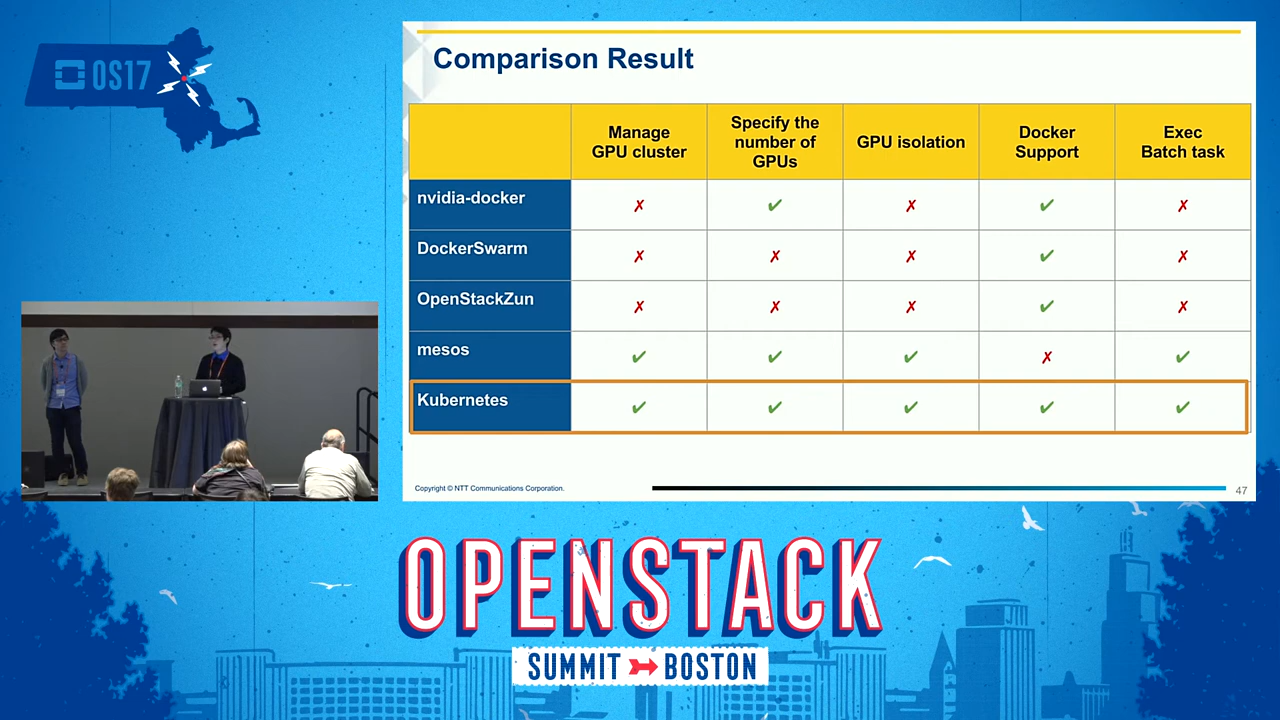 OS17
Comparison Result
Manage
GPU cluster
Specify the
number of
GPUs
GPU isolation
Docker
Support
Exec
Batch task
nvidia-docker ✗ ✓ ✗ ✓ ✗
DockerSwarm ✗ ✗ ✗ ✓ ✗
OpenStackZun ✗ ✗ ✗ ✓ ✗
mesos ✓ ✓ ✓ ✗ ✓
Kubernetes ✓ ✓ ✓ ✓ ✓
Copyright © NTT Communications Corporation.
47
OPENSTACK
SUMMIT BOSTON